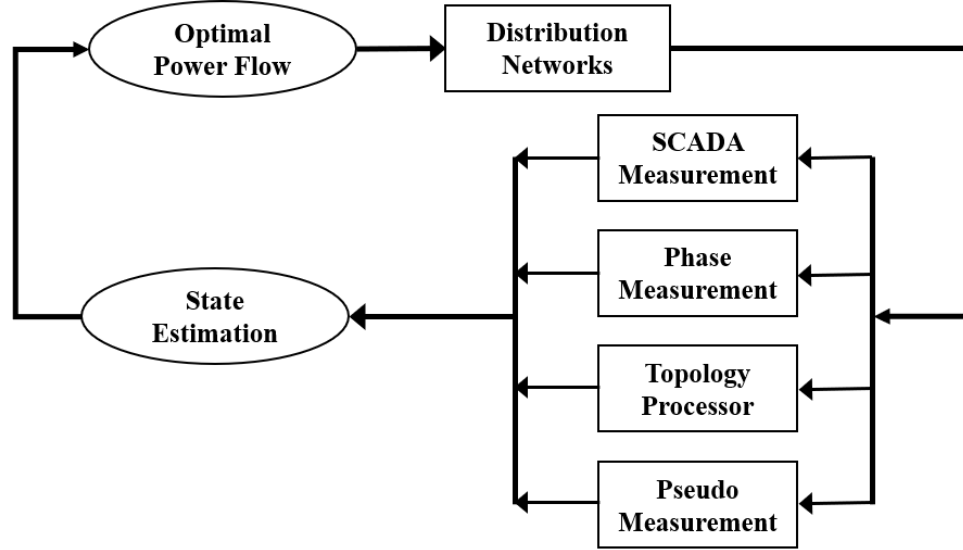 Optimal
Power Flow
Distribution
Networks
SCADA
Measurement
Phase
Measurement
State
Estimation
Topology
Processor
Pseudo
Measurement